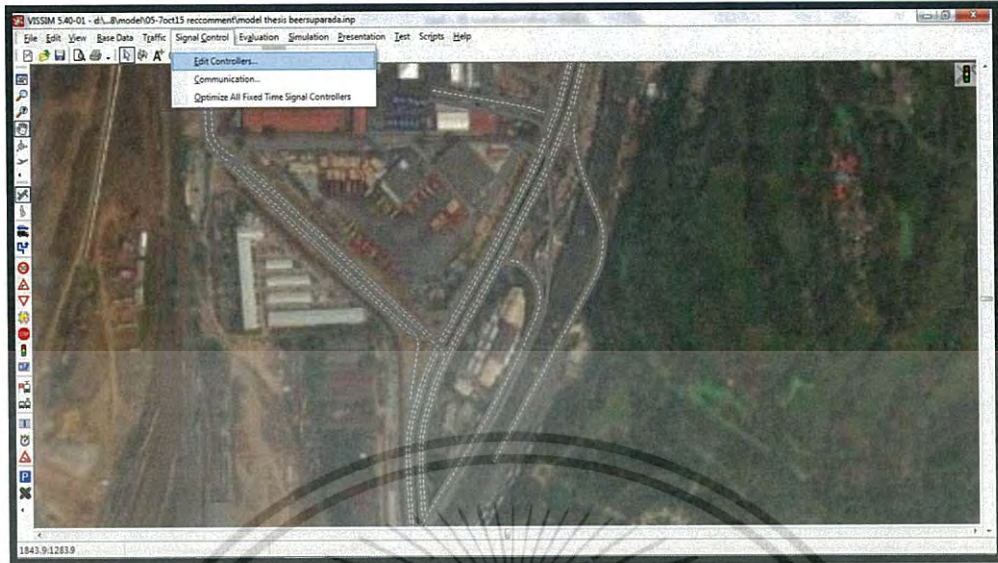 VISSIM 5.40-01 - d:\...8\model\05-7oct15 reccomment\model thesis beersuparada.inp
File Edit View Base Data Traffic Signal Control Evaluation Simulation Presentation Test Scripts Help
Edit Controllers...
Communication...
Optimize All Fixed Time Signal Controllers
1843.9:1283.9